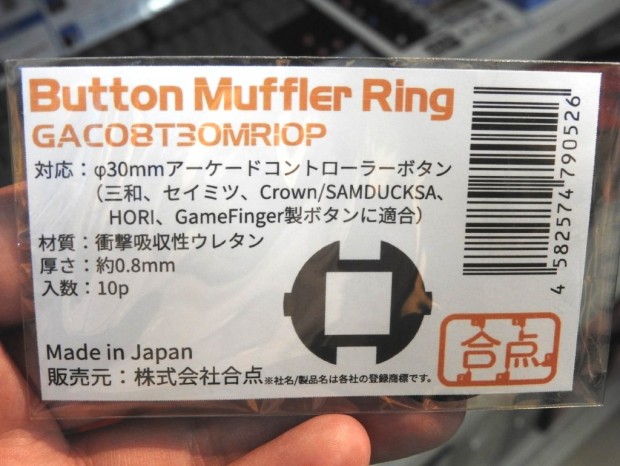 Button Muffler Ring
GAC08T30MR10P
対応：φ30mmアーケードコントローラーボタン
（三和、セイミツ、Crown/SAMDUCKSA、
HORI、GameFinger製ボタンに適合）
材質：衝撃吸収性ウレタン
厚さ：約0.8mm
入数：10p
4 582574 790526
合点
Made in Japan
販売元：株式会社合点※社名/製品名は各社の登録商標です。